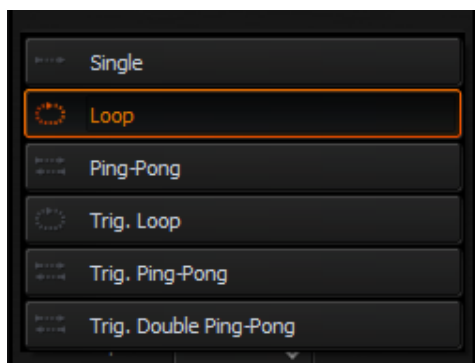 Single
Loop
Ping-Pong
Trig. Loop
Trig. Ping-Pong
Trig. Double Ping-Pong